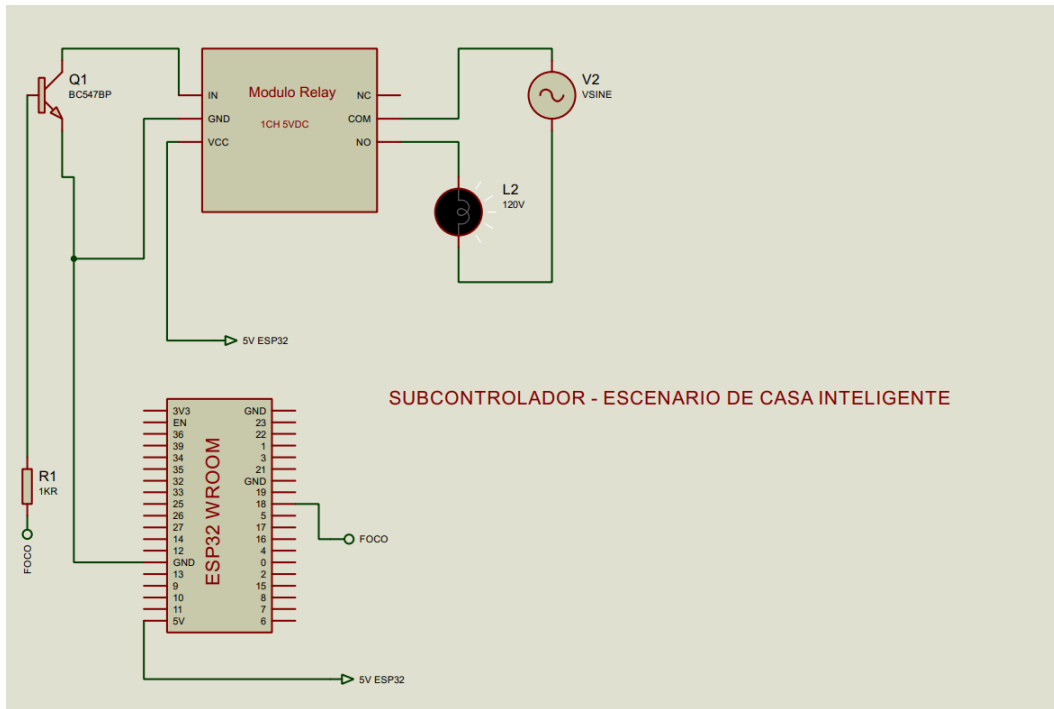 Q1
BC547BP
Modulo Relay
1CH 5VDC
IN
GND
VCC
NC
COM
NO
V2
VSINE
L2
120V
5V ESP32
SUBCONTROLADOR - ESCENARIO DE CASA INTELIGENTE
R1
1KR
FOCO
ESP32 WROOM
3V3
EN
36
39
34
35
32
33
25
26
27
14
12
GND
13
9
10
11
5V
GND
23
22
1
3
21
GND
19
18
5
17
16
4
0
2
15
8
7
6
FOCO
5V ESP32